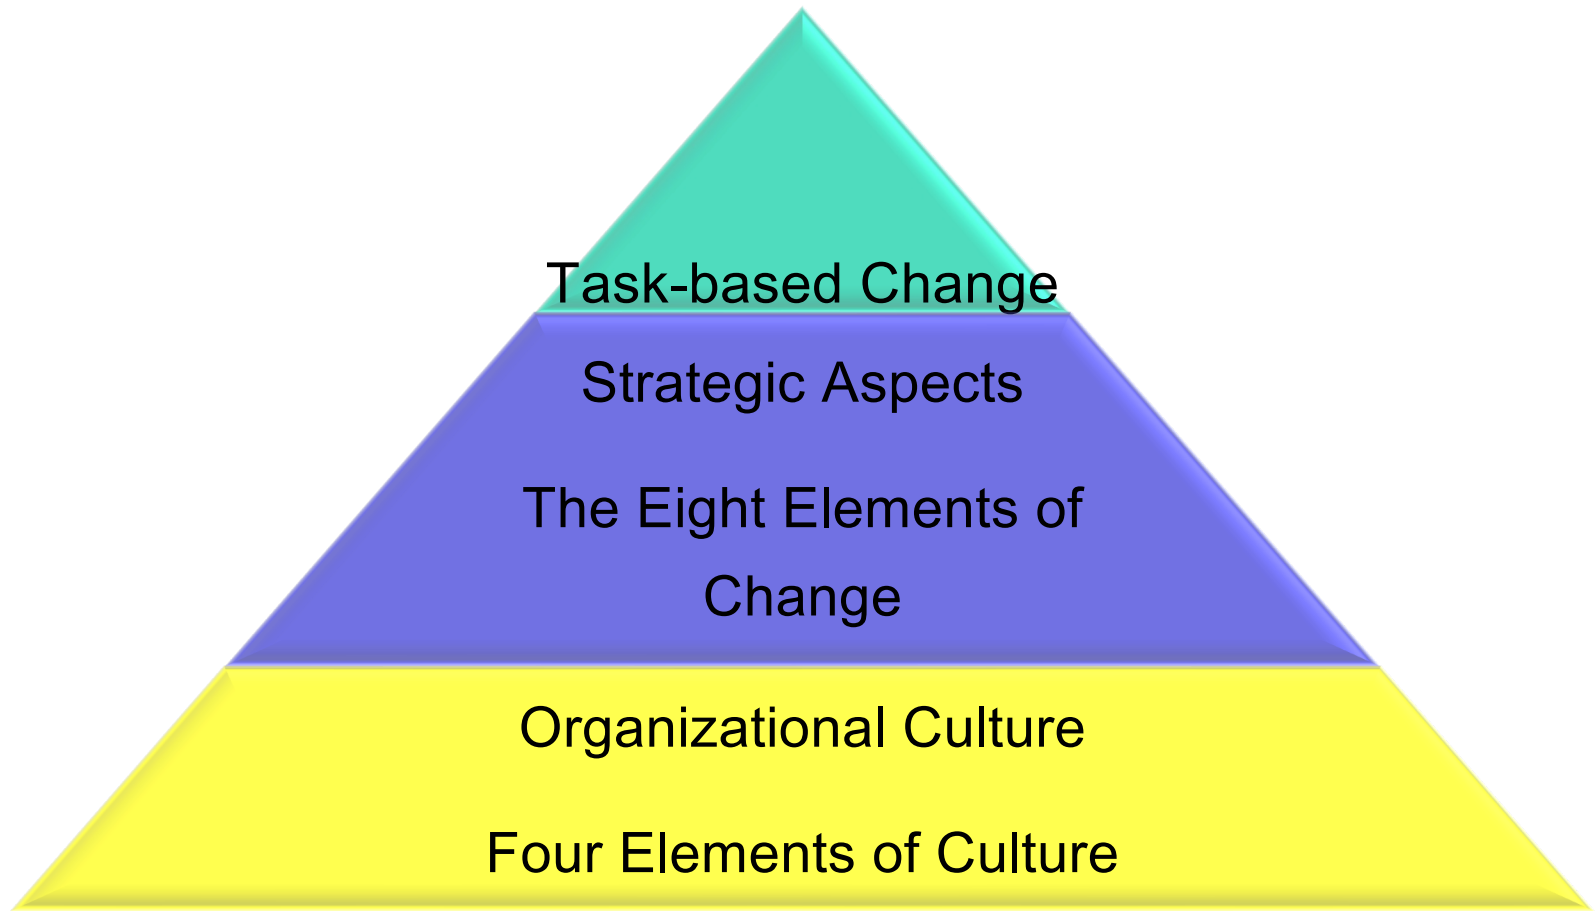 Task-based Change
Strategic Aspects
The Eight Elements of
Change
Organizational Culture
Four Elements of Culture